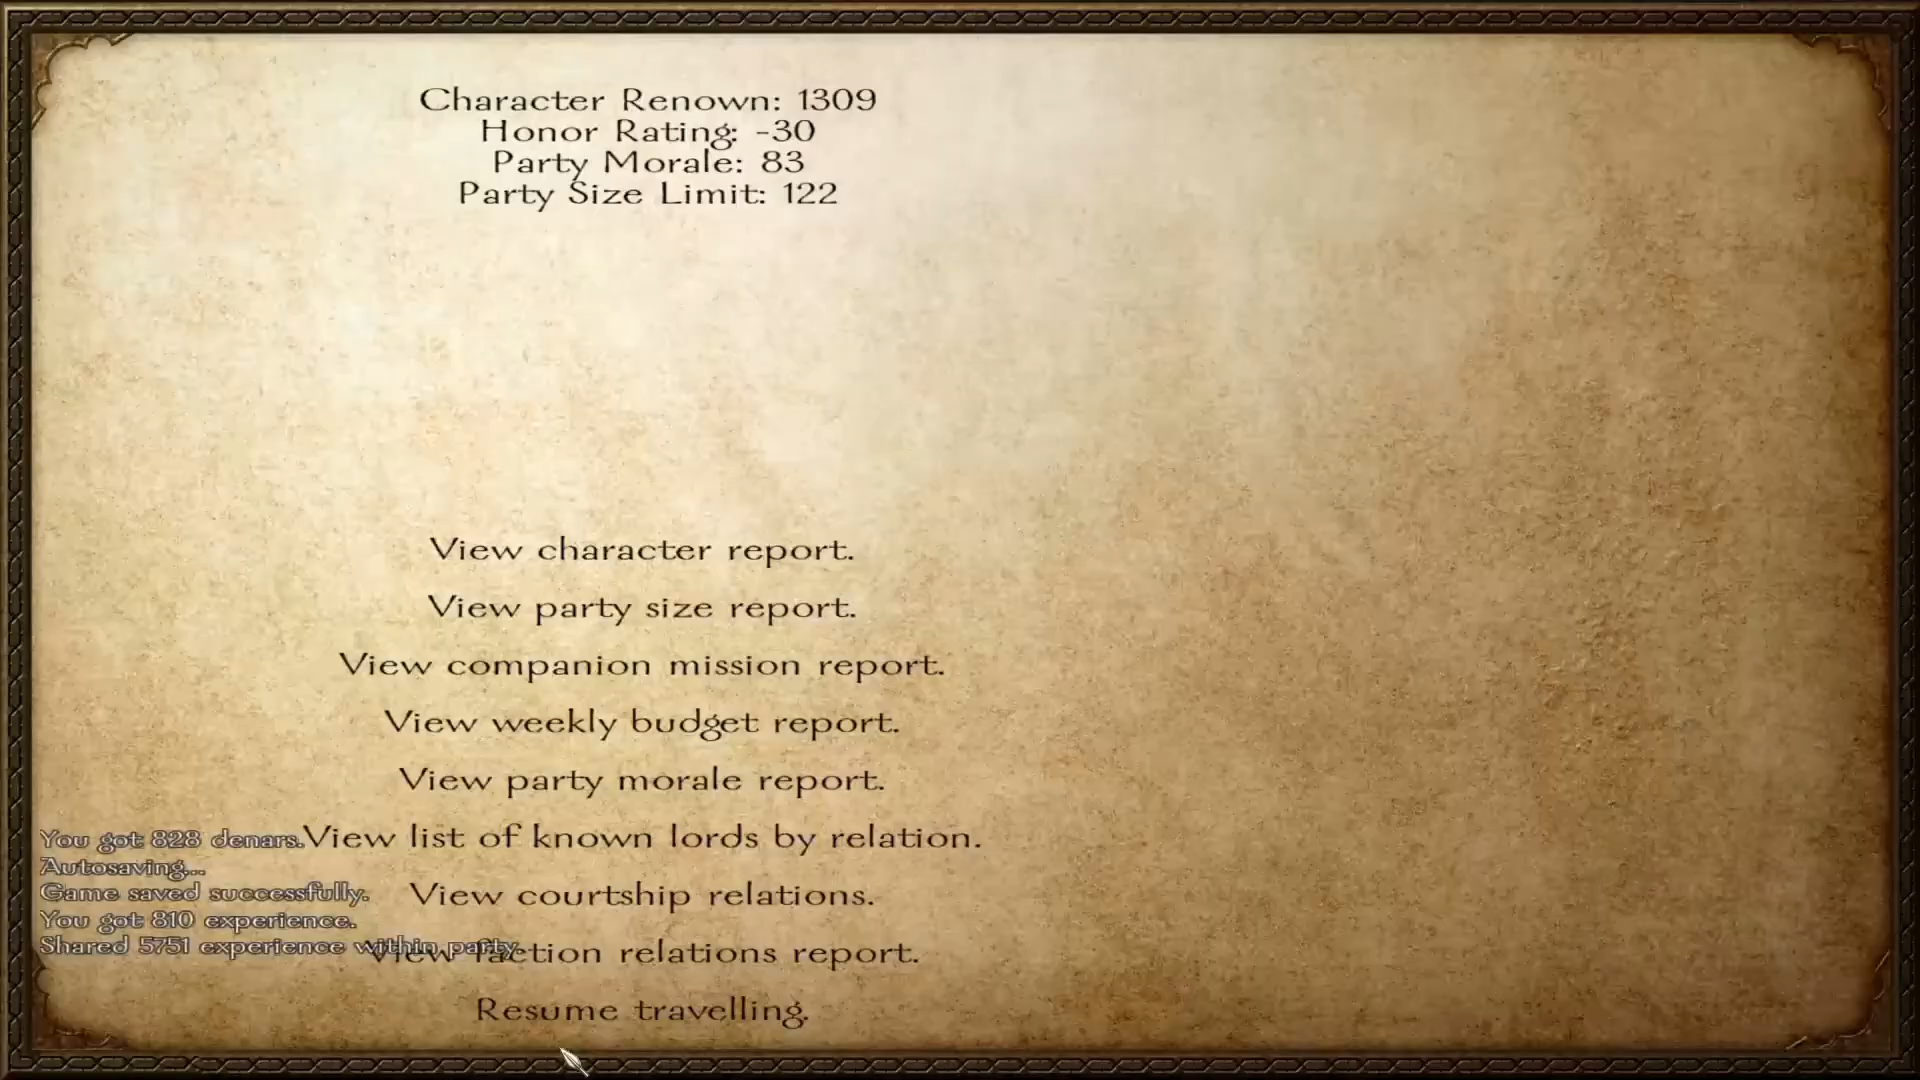 Character Renown: 1309
Honor Rating: -30
Party Morale: 83
Party Size Limit: 122
View character report.
View party size report.
View companion mission report.
View weekly budget report.
View party morale report.
You got 828 denars.
View list of known lords by relation.
Autosaving...
Game saved successfully.
View courtship relations.
You got 810 experience.
Shared 5751 experience within party.
View faction relations report.
Resume travelling.